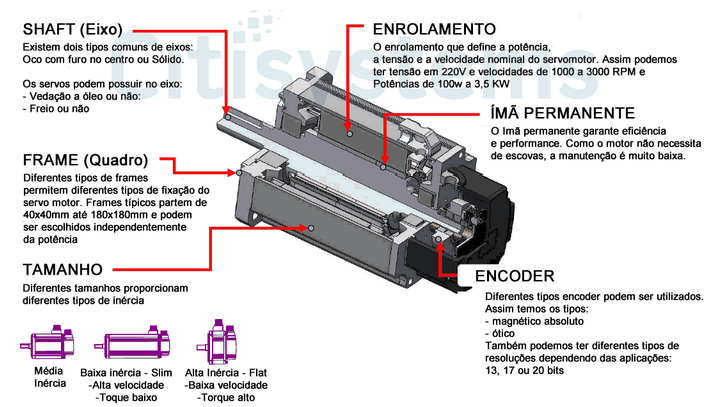 Citisystems
SHAFT (Eixo)
Existem dois tipos comuns de eixos:
Oco com furo no centro ou Sólido.
Os servos podem possuir no eixo:
- Vedação a óleo ou não:
- Freio ou não
ENROLAMENTO
O enrolamento que define a potência,
a tensão e a velocidade nominal do servomotor. Assim podemos
ter tensão em 220V e velocidades de 1000 a 3000 RPM e
Potências de 100w a 3,5 KW
ÍMÃ PERMANENTE
O Imã permanente garante eficiência
e performance. Como o motor não necessita
de escovas, a manutenção é muito baixa.
FRAME (Quadro)
Diferentes tipos de frames
permitem diferentes tipos de fixação do
servo motor. Frames típicos partem de
40x40mm até 180x180mm e podem
ser escolhidos independentemente
da potência
TAMANHO
Diferentes tamanhos proporcionam
diferentes tipos de inércia
ENCODER
Diferentes tipos encoder podem ser utilizados.
Assim temos os tipos:
- magnético absoluto
- ótico
Também podemos ter diferentes tipos de
resoluções dependendo das aplicações:
13, 17 ou 20 bits
Média
Inércia
Baixa inércia - Slim
-Alta velocidade
-Toque baixo
Alta Inércia - Flat
-Baixa velocidade
-Torque alto